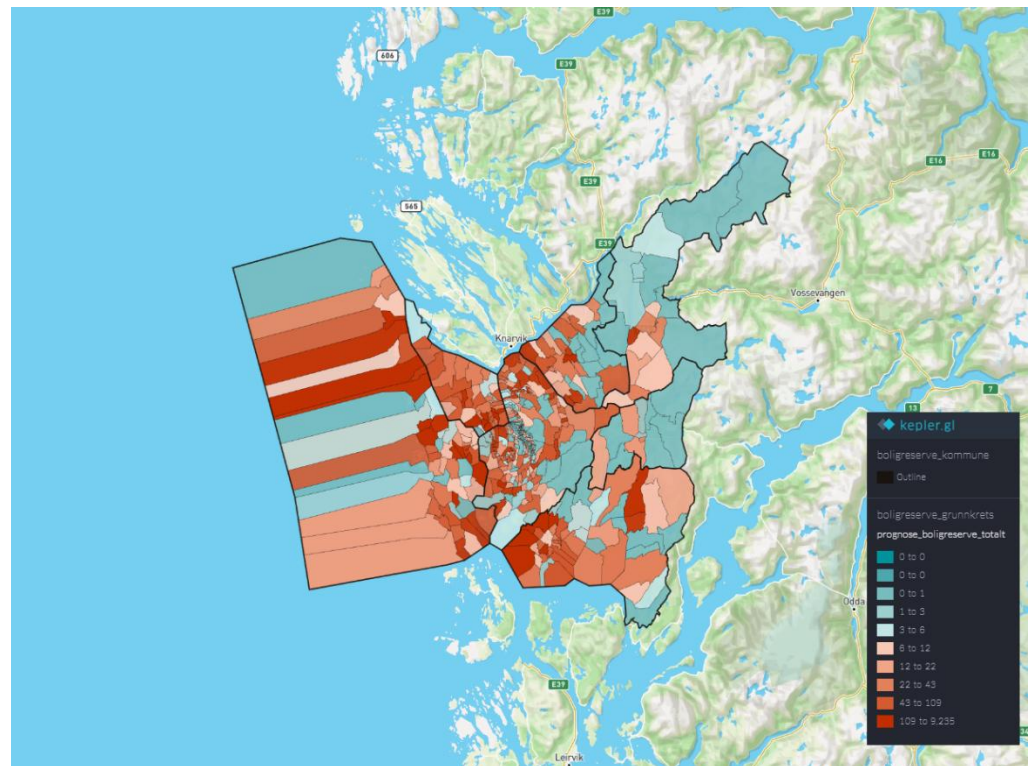 E39
606
E39
E16
E16
565
E39
E39
Vossevangen
Knarvik
7
13
kepler.gl
boligreserve_kommune
Outline
boligreserve_grunnkrets
prognose_boligreserve_totalt
0 to 0
0 to 0
0 to 1
1 to 3
3 to 6
6 to 12
12 to 22
22 to 43
43 to 109
109 to 9,235
Odda
E39
Leirvik